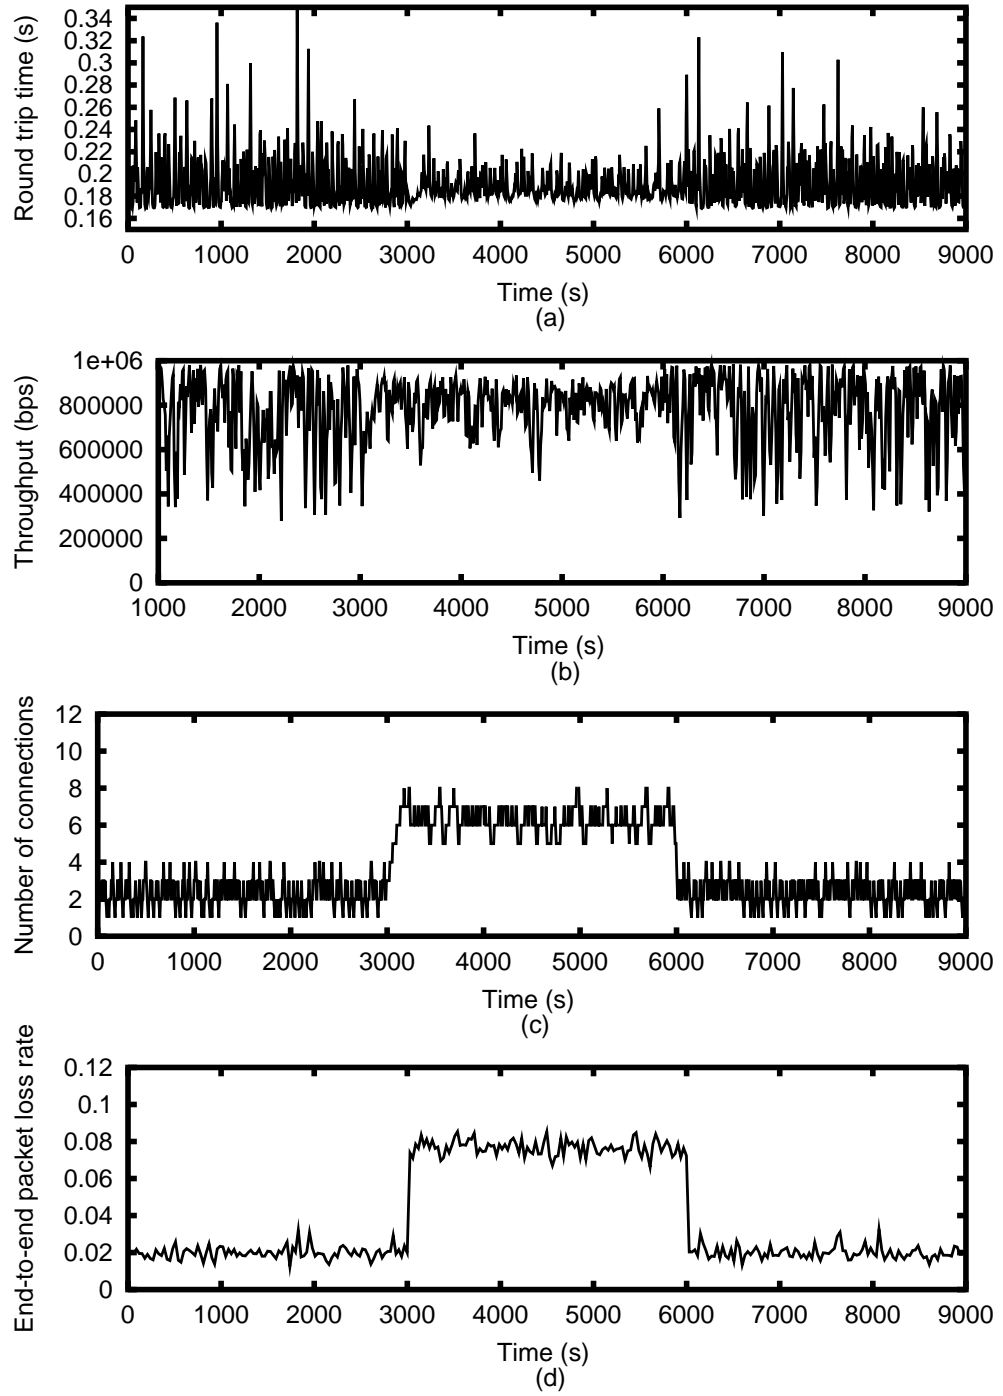 Round trip time (s)
0.34
0.32
0.3
0.28
0.26
0.24
0.22
0.2
0.18
0.16
0 1000 2000 3000 4000 5000 6000 7000 8000 9000
Time (s)
(a)
Throughput (bps)
1e+06
800000
600000
400000
200000
0
1000 2000 3000 4000 5000 6000 7000 8000 9000
Time (s)
(b)
Number of connections
12
10
8
6
4
2
0
0 1000 2000 3000 4000 5000 6000 7000 8000 9000
Time (s)
(c)
End-to-end packet loss rate
0.12
0.1
0.08
0.06
0.04
0.02
0
0 1000 2000 3000 4000 5000 6000 7000 8000 9000
Time (s)
(d)